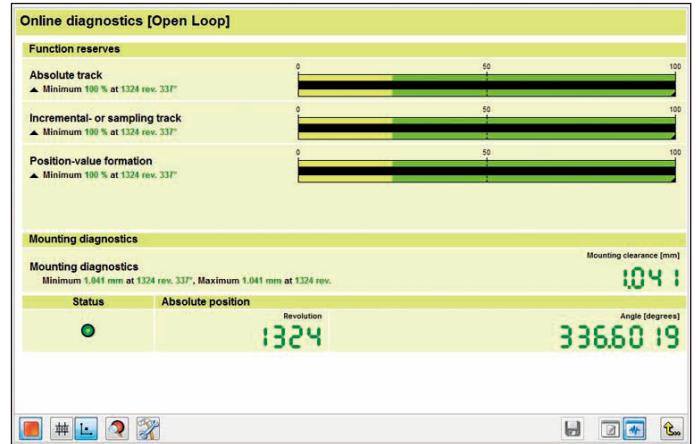 Online diagnostics [Open Loop]
Function reserves
Absolute track
Minimum 100 % at 1324 rev. 337°
0 50 100
Incremental- or sampling track
Minimum 100 % at 1324 rev. 337°
0 50 100
Position-value formation
Minimum 100 % at 1324 rev. 337°
0 50 100
Mounting diagnostics
Mounting diagnostics
Minimum 1.041 mm at 1324 rev. 337°, Maximum 1.041 mm at 1324 rev.
Mounting clearance [mm]
1.041
Status Absolute position
Revolution
1324
Angle [degrees]
336.6019